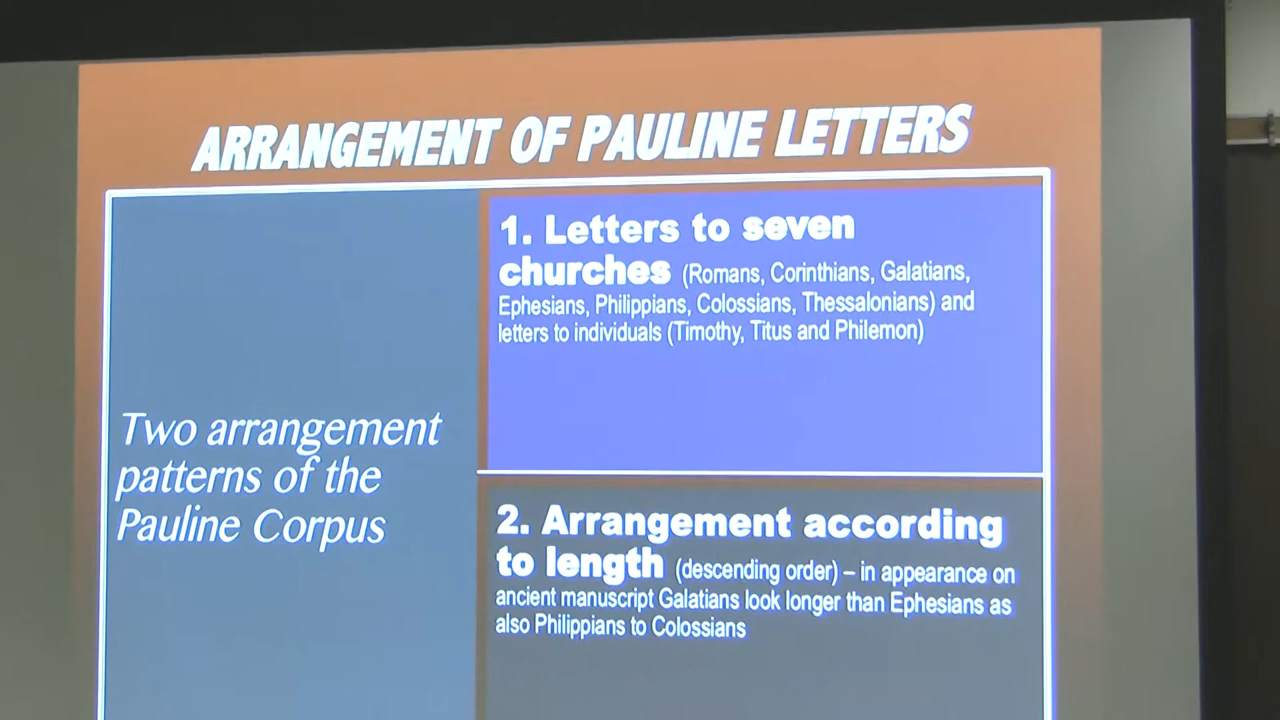 ARRANGEMENT OF PAULINE LETTERS
Two arrangement
patterns of the
Pauline Corpus
1. Letters to seven
churches (Romans, Corinthians, Galatians,
Ephesians, Philippians, Colossians, Thessalonians) and
letters to individuals (Timothy, Titus and Philemon)
2. Arrangement according
to length (descending order) – in appearance on
ancient manuscript Galatians look longer than Ephesians as
also Philippians to Colossians